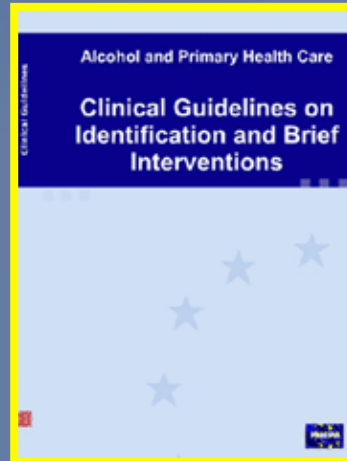 Alcohol and Primary Health Care
Clinical Guidelines on
Identification and Brief
Interventions
Clinical Guidelines